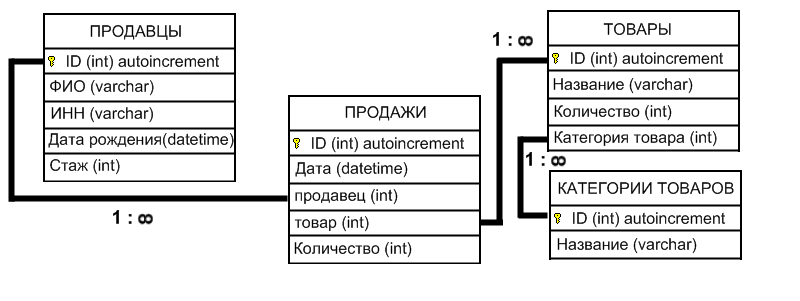 ПРОДАВЦЫ
ID (int) autoincrement
ФИО (varchar)
ИНН (varchar)
Дата рождения(datetime)
Стаж (int)
1 : ∞
ПРОДАЖИ
ID (int) autoincrement
Дата (datetime)
продавец (int)
товар (int)
Количество (int)
1 : ∞
ТОВАРЫ
ID (int) autoincrement
Название (varchar)
Количество (int)
Категория товара (int)
1 : ∞
КАТЕГОРИИ ТОВАРОВ
ID (int) autoincrement
Название (varchar)